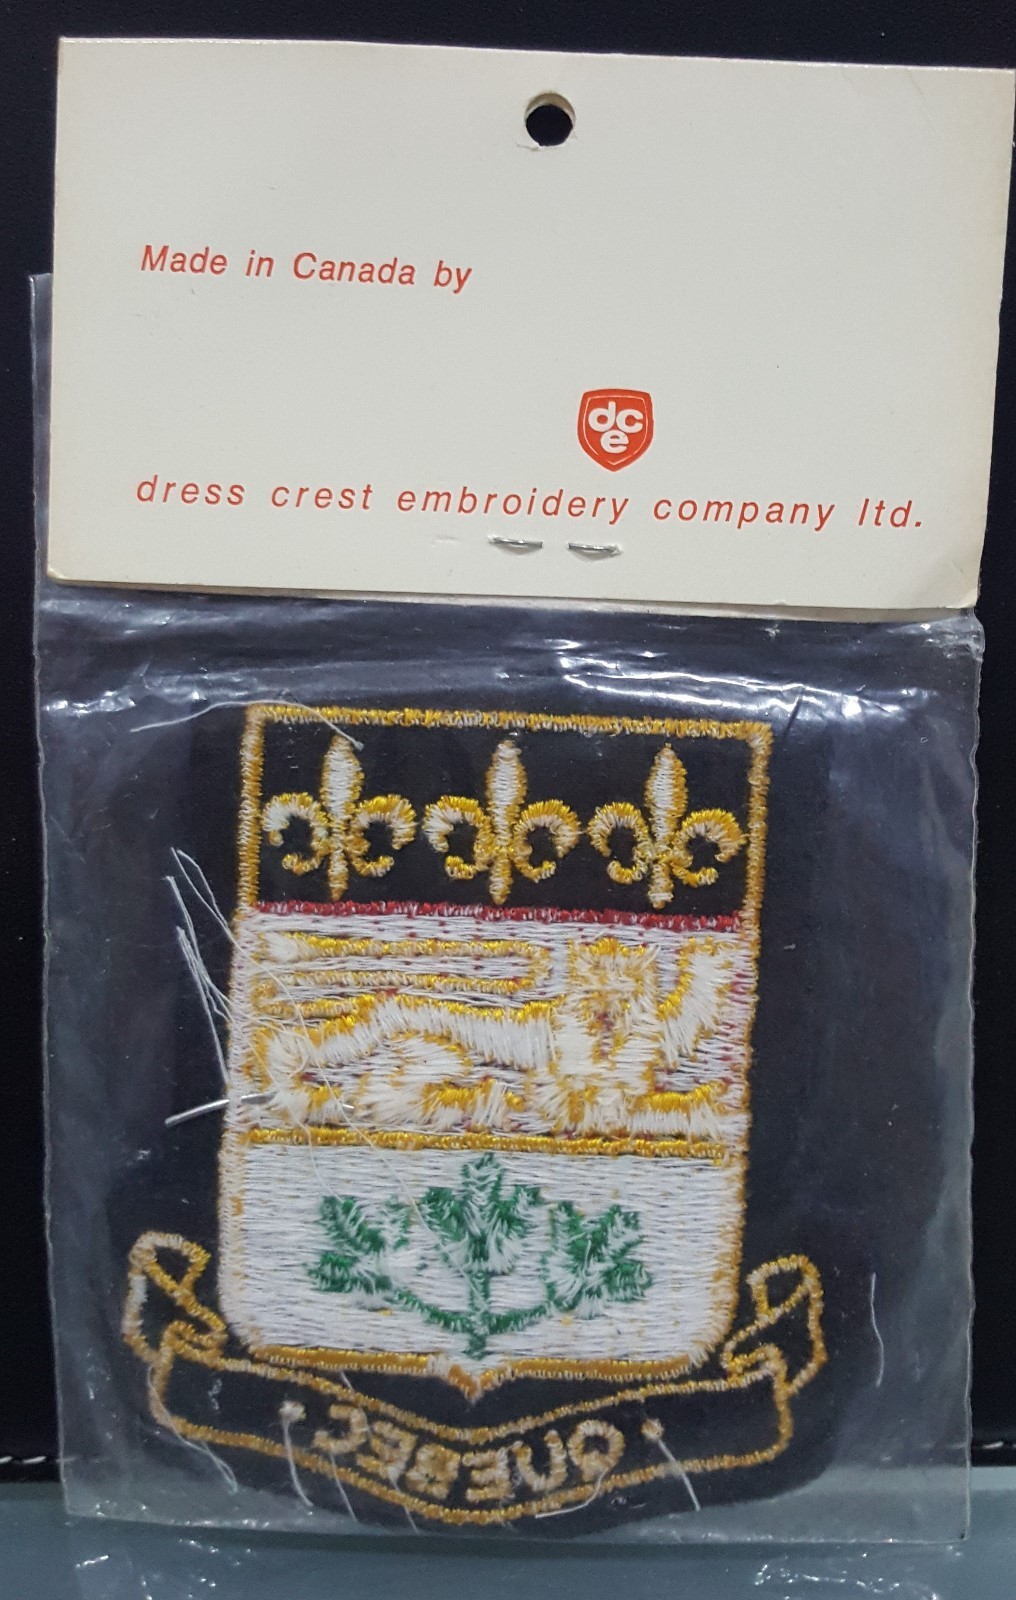 Made in Canada by
dce
dress crest embroidery company ltd.
• QUEBEC •